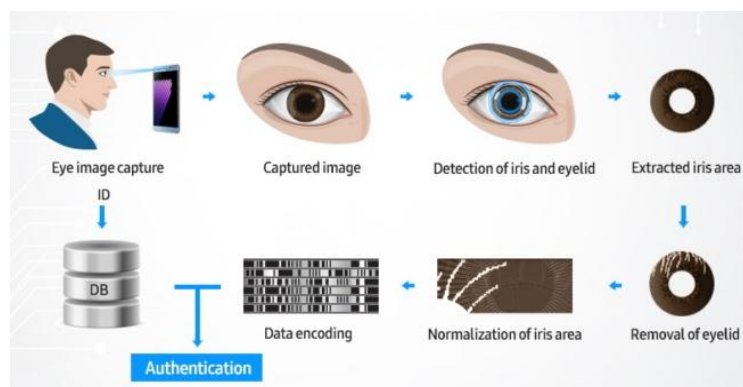 Eye image capture
Captured image
Detection of iris and eyelid
Extracted iris area
ID
DB
Data encoding
Normalization of iris area
Removal of eyelid
Authentication